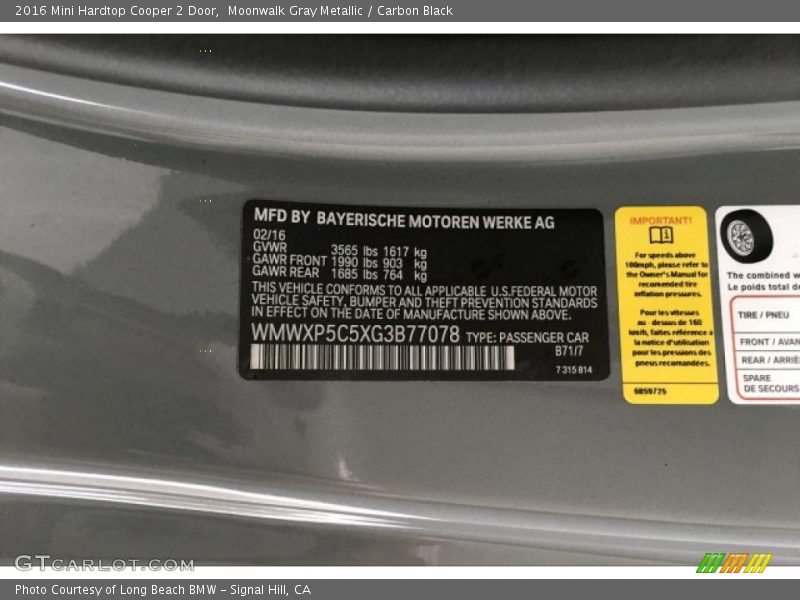 2016 Mini Hardtop Cooper 2 Door, Moonwalk Gray Metallic / Carbon Black
MFD BY BAYERISCHE MOTOREN WERKE AG
02/16
GVWR 3565 lbs 1617 kg
GAWR FRONT 1990 lbs 903 kg
GAWR REAR 1685 lbs 764 kg
THIS VEHICLE CONFORMS TO ALL APPLICABLE U.S.FEDERAL MOTOR
VEHICLE SAFETY, BUMPER AND THEFT PREVENTION STANDARDS
IN EFFECT ON THE DATE OF MANUFACTURE SHOWN ABOVE.
WMWXP5C5XG3B77078 TYPE: PASSENGER CAR
B71/7
7 315 814
IMPORTANT!
For speeds above
100mph, please refer to
the Owner's Manual for
recomended tire
inflation pressures.
Pour les vitesses
au - dessus de 160
km/h, faites référence à
la notice d'utilisation
pour les pressions des
pneus recomandées.
6859725
The combined w
Le poids total de
TIRE / PNEU
FRONT / AVAN
REAR / ARRIÈ
SPARE
DE SECOURS
GTCARLOT.COM
Photo Courtesy of Long Beach BMW - Signal Hill, CA